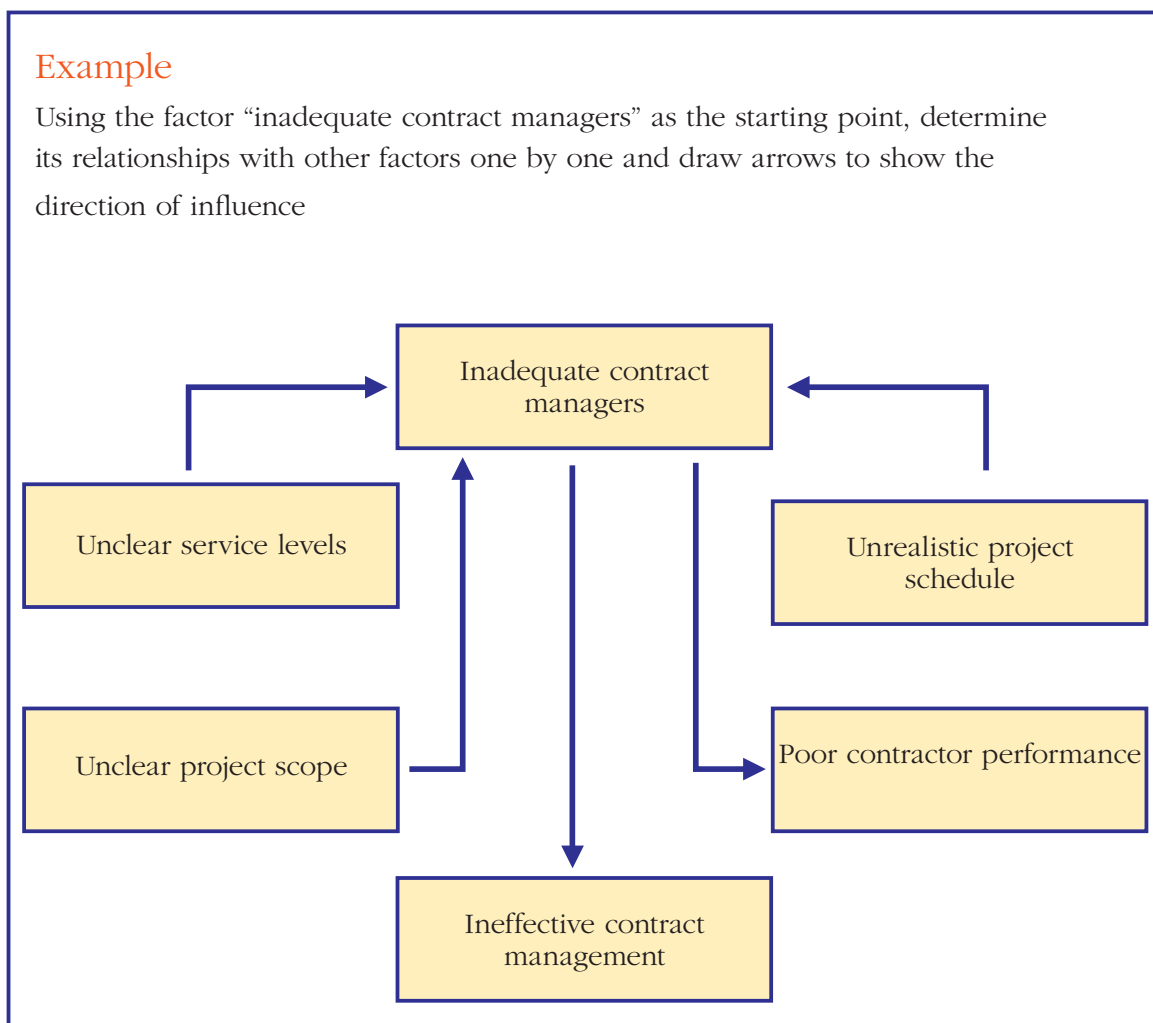 Example
Using the factor “inadequate contract managers” as the starting point, determine
its relationships with other factors one by one and draw arrows to show the
direction of influence
Inadequate contract
managers
Unclear service levels
Unrealistic project
schedule
Unclear project scope
Poor contractor performance
Ineffective contract
management